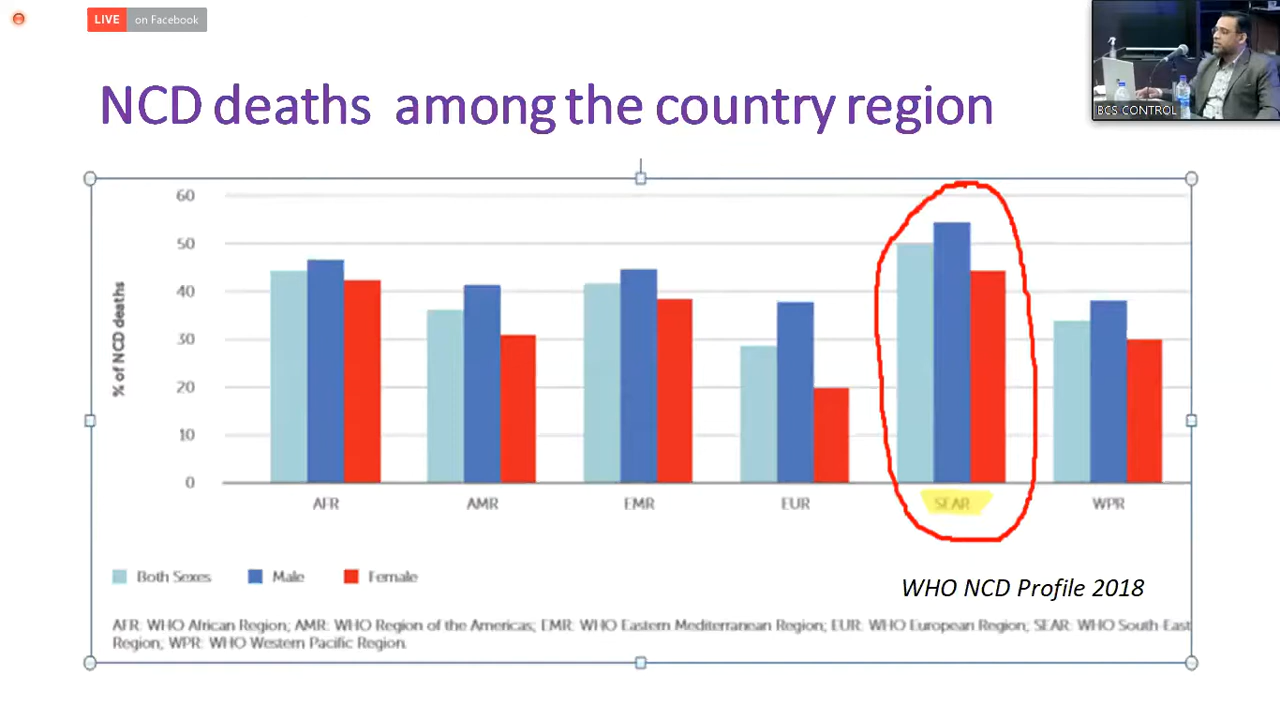 LIVE on Facebook
NCD deaths among the country region
BCS CONTROL
60
50
40
30
20
10
0
% of NCD deaths
AFR AMR EMR EUR SEAR WPR
Both Sexes Male Female
WHO NCD Profile 2018
AFR: WHO African Region; AMR: WHO Region of the Americas; EMR: WHO Eastern Mediterranean Region; EUR: WHO European Region; SEAR: WHO South-East
Region; WPR: WHO Western Pacific Region.